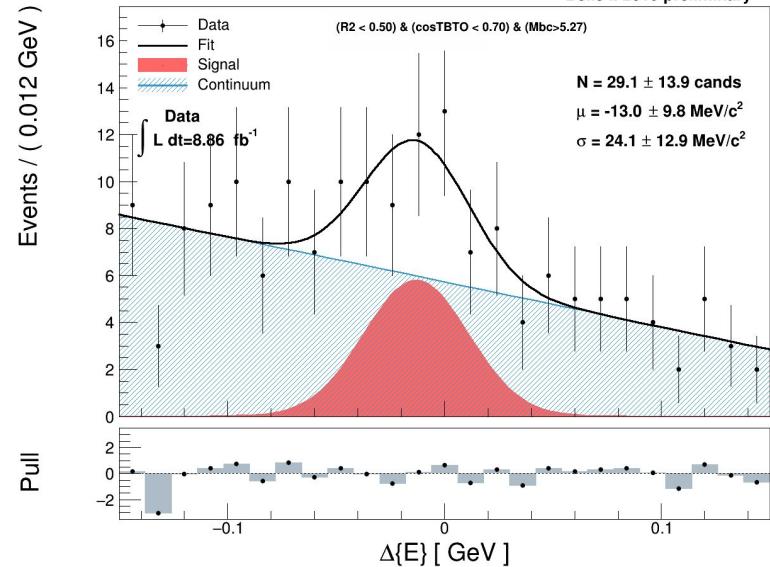 (R2 < 0.50) & (cosTBTO < 0.70) & (Mbc>5.27)
Data
Fit
Signal
Continuum
N = 29.1 ± 13.9 cands
μ = -13.0 ± 9.8 MeV/c²
σ = 24.1 ± 12.9 MeV/c²
Data
∫ L dt=8.86 fb⁻¹
Events / ( 0.012 GeV )
16
14
12
10
8
6
4
2
0
Pull
2
0
−2
−0.1 0 0.1
Δ{E} [ GeV ]